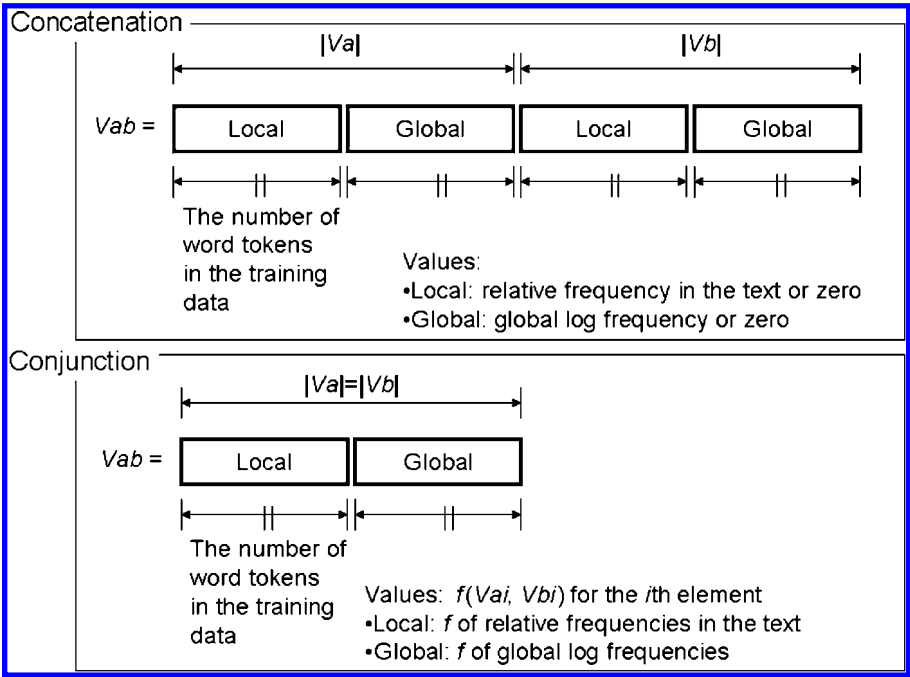 Concatenation
|Va| |Vb|
Vab = Local Global Local Global
The number of
word tokens
in the training
data
Values:
•Local: relative frequency in the text or zero
•Global: global log frequency or zero
Conjunction
|Va|=|Vb|
Vab = Local Global
The number of
word tokens
in the training
data
Values: f(Vai, Vbi) for the ith element
•Local: f of relative frequencies in the text
•Global: f of global log frequencies